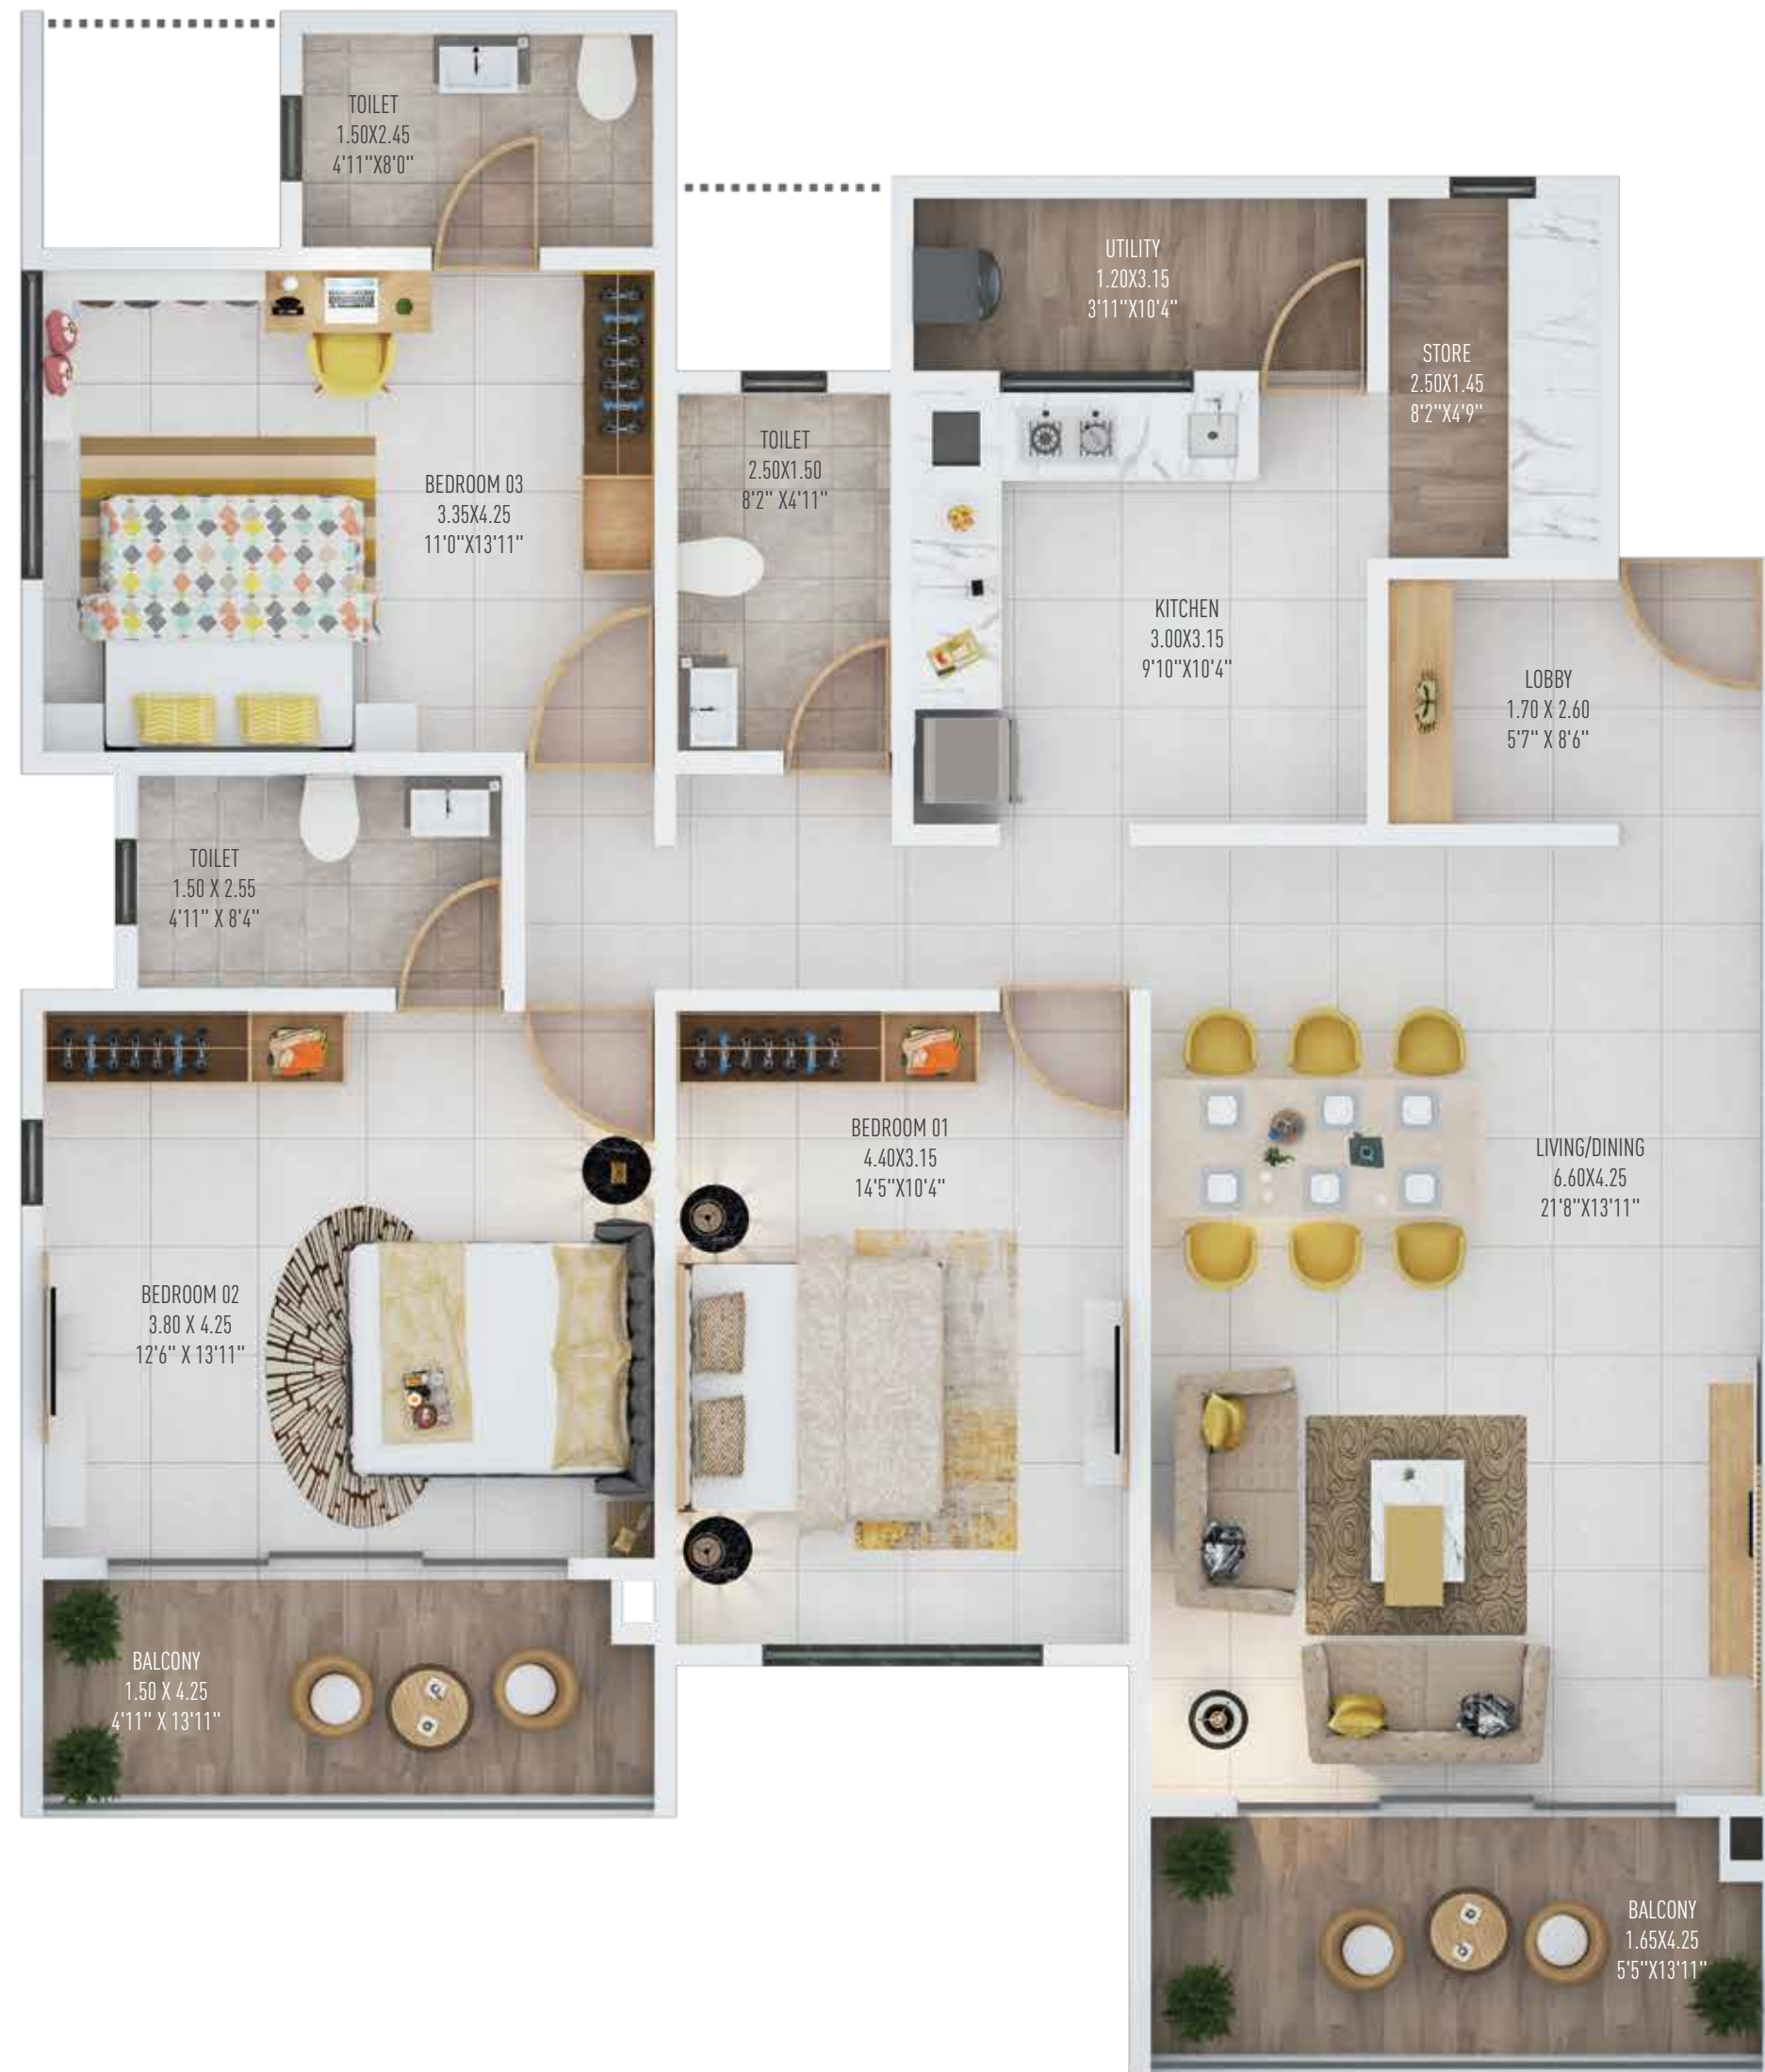 TOILET
1.50X2.45
4'11"X8'0"
UTILITY
1.20X3.15
3'11"X10'4"
STORE
2.50X1.45
8'2"X4'9"
TOILET
2.50X1.50
8'2" X4'11"
BEDROOM 03
3.35X4.25
11'0"X13'11"
KITCHEN
3.00X3.15
9'10"X10'4"
LOBBY
1.70 X 2.60
5'7" X 8'6"
TOILET
1.50 X 2.55
4'11" X 8'4"
BEDROOM 01
4.40X3.15
14'5"X10'4"
LIVING/DINING
6.60X4.25
21'8"X13'11"
BEDROOM 02
3.80 X 4.25
12'6" X 13'11"
BALCONY
1.50 X 4.25
4'11" X 13'11"
BALCONY
1.65X4.25
5'5"X13'11"